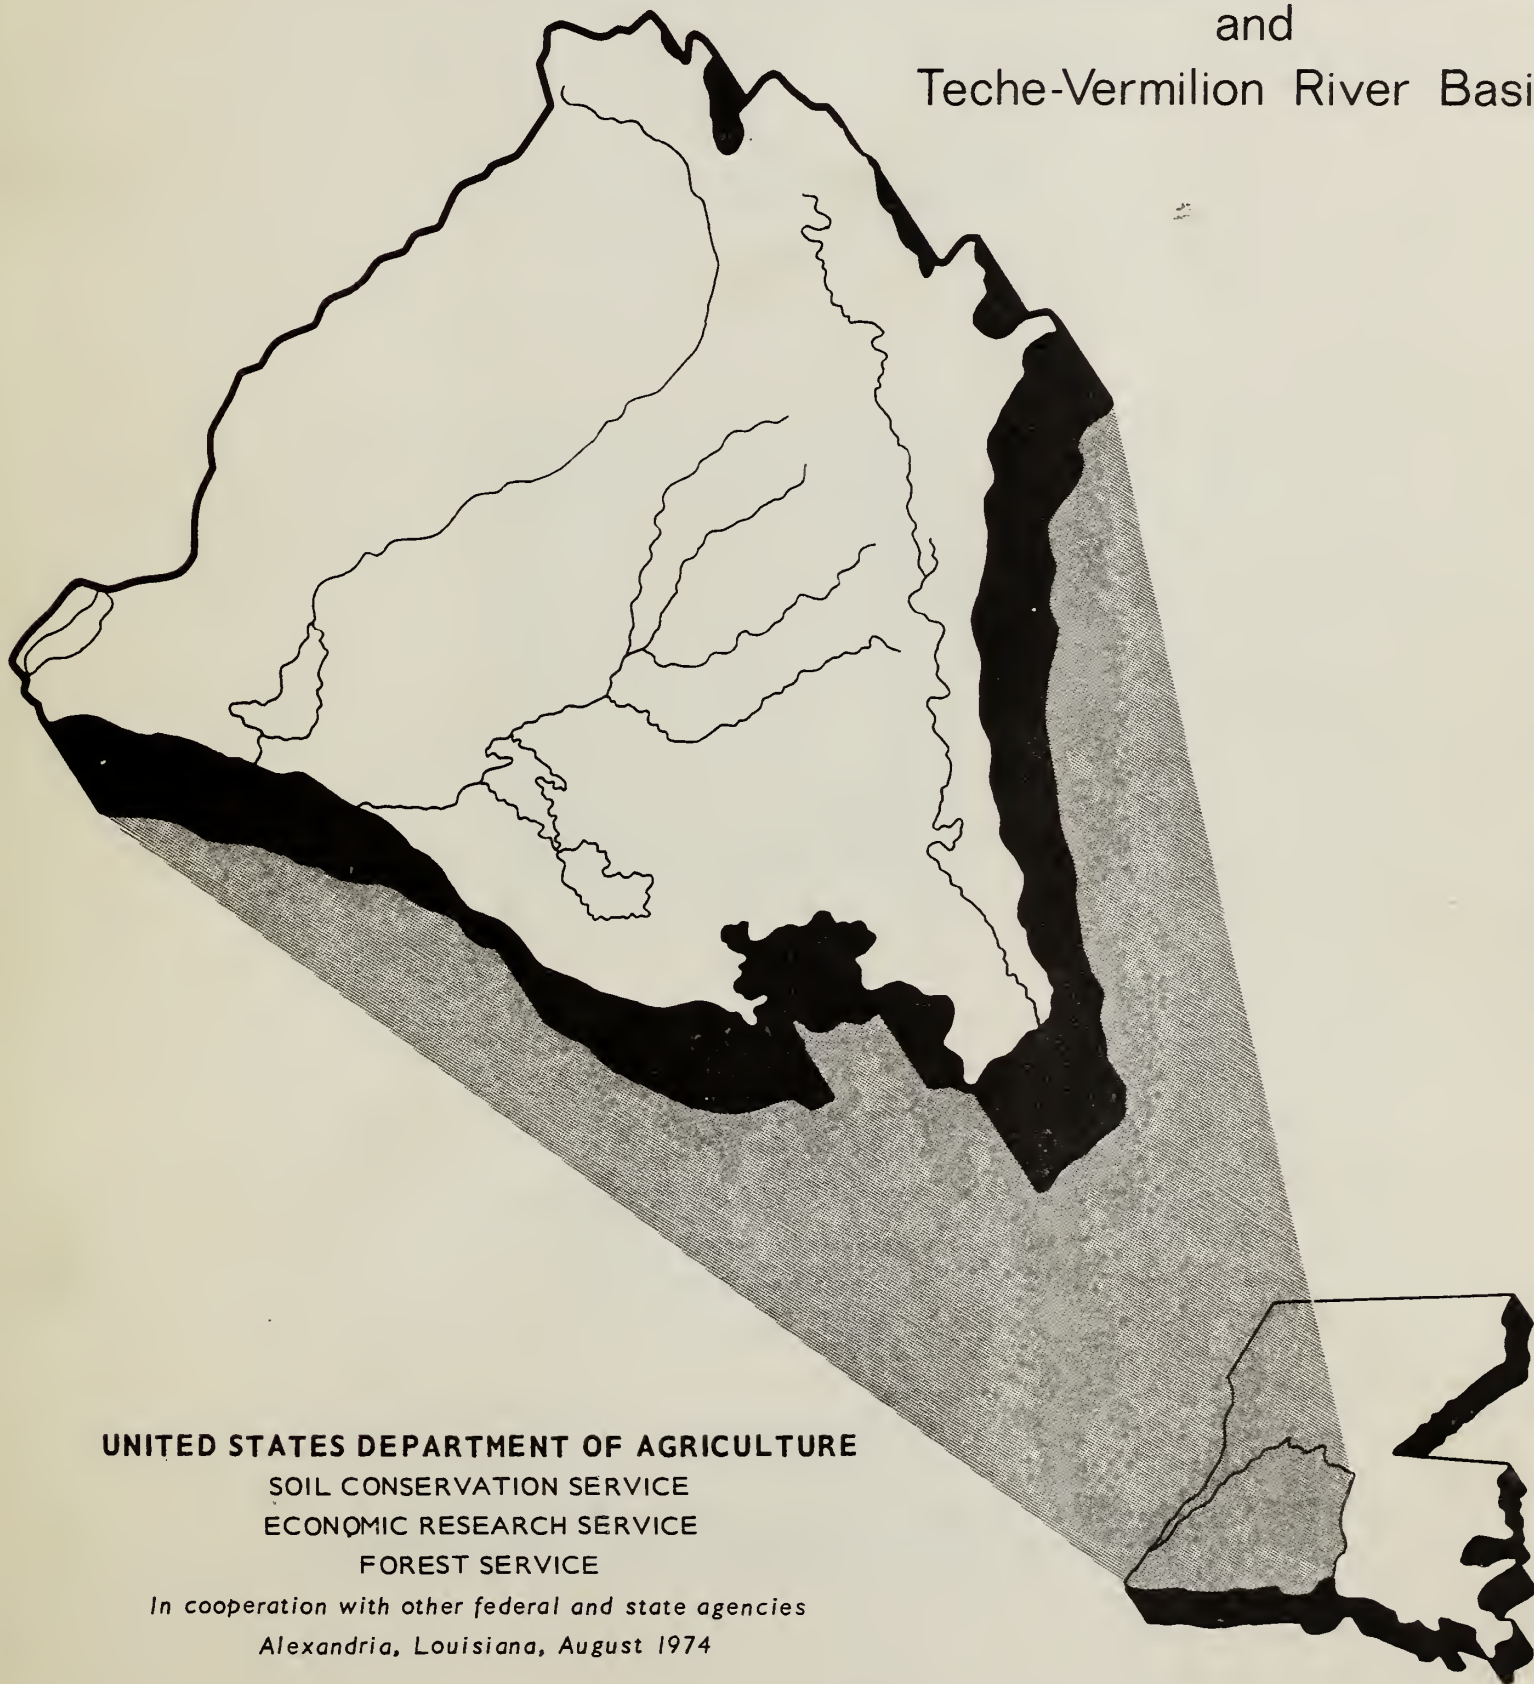 and
Teche-Vermilion River Basi
UNITED STATES DEPARTMENT OF AGRICULTURE
SOIL CONSERVATION SERVICE
ECONOMIC RESEARCH SERVICE
FOREST SERVICE
In cooperation with other federal and state agencies
Alexandria, Louisiana, August 1974